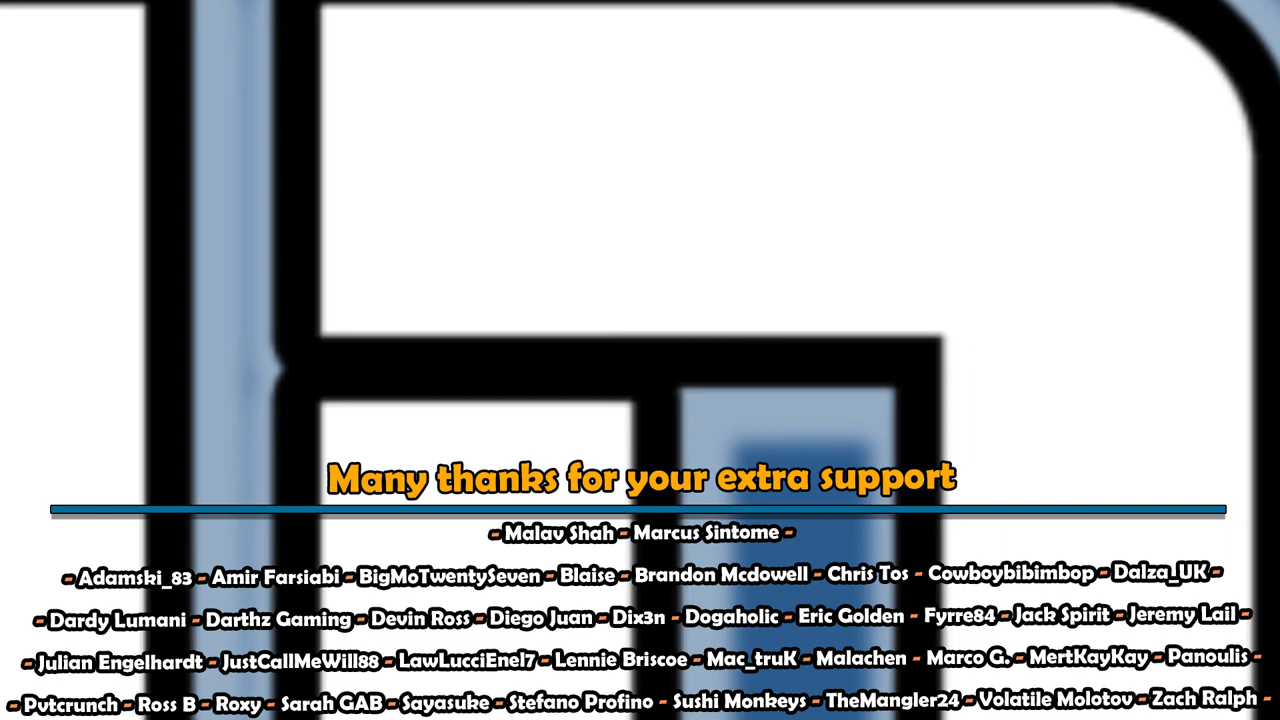 Many thanks for your extra support
- Malav Shah - Marcus Sintome -
- Adamski_83 - Amir Farsiabi - BigMoTwentySeven - Blaise - Brandon Mcdowell - Chris Tos - Cowboybibimbop - Dalza_UK -
- Dardy Lumani - Darthz Gaming - Devin Ross - Diego Juan - Dix3n - Dogaholic - Eric Golden - Fyrre84 - Jack Spirit - Jeremy Lail -
- Julian Engelhardt - JustCallMeWill88 - LawLucciEnel7 - Lennie Briscoe - Mac_truK - Malachen - Marco G. - MertKayKay - Panoulis -
- Pvtcrunch - Ross B - Roxy - Sarah GAB - Sayasuke - Stefano Profino - Sushi Monkeys - TheMangler24 - Volatile Molotov - Zach Ralph -